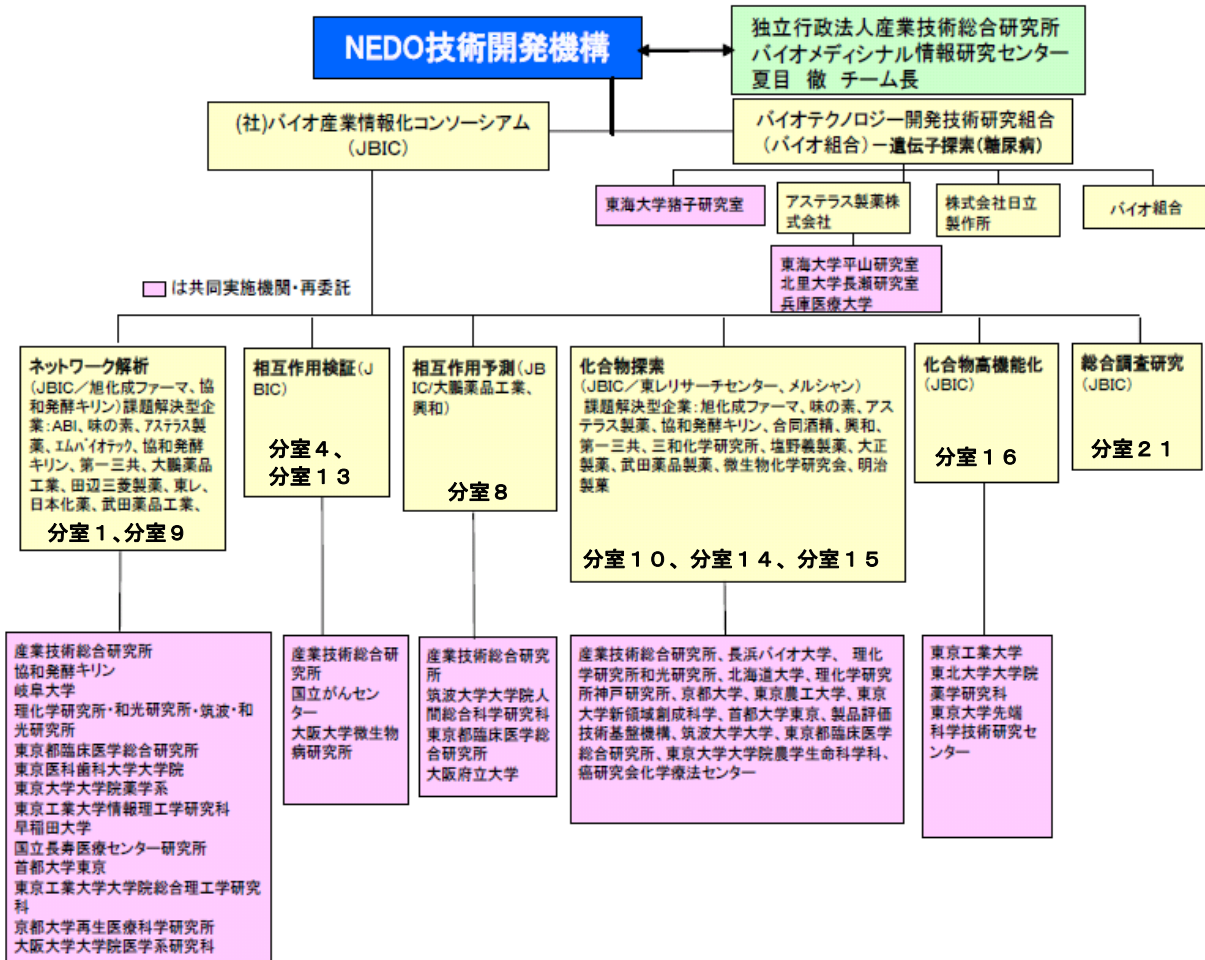 NEDO技術開発機構
独立行政法人産業技術総合研究所
バイオメディシナル情報研究センター
夏目 徹 チーム長
(社)バイオ産業情報化コンソーシアム
(JBIC)
バイオテクノロジー開発技術研究組合
(バイオ組合)－遺伝子探索(糖尿病)
東海大学猪子研究室
アステラス製薬株
式会社
株式会社日立
製作所
バイオ組合
東海大学平山研究室
北里大学長瀬研究室
兵庫医療大学
は共同実施機関・再委託
ネットワーク解析
(JBIC／旭化成ファーマ、協
和発酵キリン)課題解決型企
業:ABI、味の素、アステラス製
薬、エムバイオテック、協和発酵
キリン、第一三共、大鵬薬品
工業、田辺三菱製薬、東レ、
日本化薬、武田薬品工業、
分室１、分室９
相互作用検証(J
BIC)
分室４、
分室１３
相互作用予測(JB
IC/大鵬薬品工業、
興和)
分室８
化合物探索
(JBIC／東レリサーチセンター、メルシャン)
課題解決型企業:旭化成ファーマ、味の素、アス
テラス製薬、協和発酵キリン、合同酒精、興和、
第一三共、三和化学研究所、塩野義製薬、大正
製薬、武田薬品製薬、微生物化学研究会、明治
製菓
分室１０、分室１４、分室１５
化合物高機能化
(JBIC)
分室１６
総合調査研究
(JBIC)
分室２１
産業技術総合研究所
協和発酵キリン
岐阜大学
理化学研究所・和光研究所・筑波・和
光研究所
東京都臨床医学総合研究所
東京医科歯科大学大学院
東京大学大学院薬学系
東京工業大学情報理工学研究科
早稲田大学
国立長寿医療センター研究所
首都大学東京
東京工業大学大学院総合理工学研究
科
京都大学再生医療科学研究所
大阪大学大学院医学系研究科
産業技術総合研
究所
国立がんセン
ター
大阪大学微生物
病研究所
産業技術総合研究
所
筑波大学大学院人
間総合科学研究科
東京都臨床医学総
合研究所
大阪府立大学
産業技術総合研究所、長浜バイオ大学、 理化
学研究所和光研究所、北海道大学、理化学研究
所神戸研究所、京都大学、東京農工大学、東京
大学新領域創成科学、首都大学東京、製品評価
技術基盤機構、筑波大学大学、東京都臨床医学
総合研究所、東京大学大学院農学生命科学科、
癌研究会化学療法センター
東京工業大学
東北大学大学院
薬学研究科
東京大学先端
科学技術研究セ
ンター